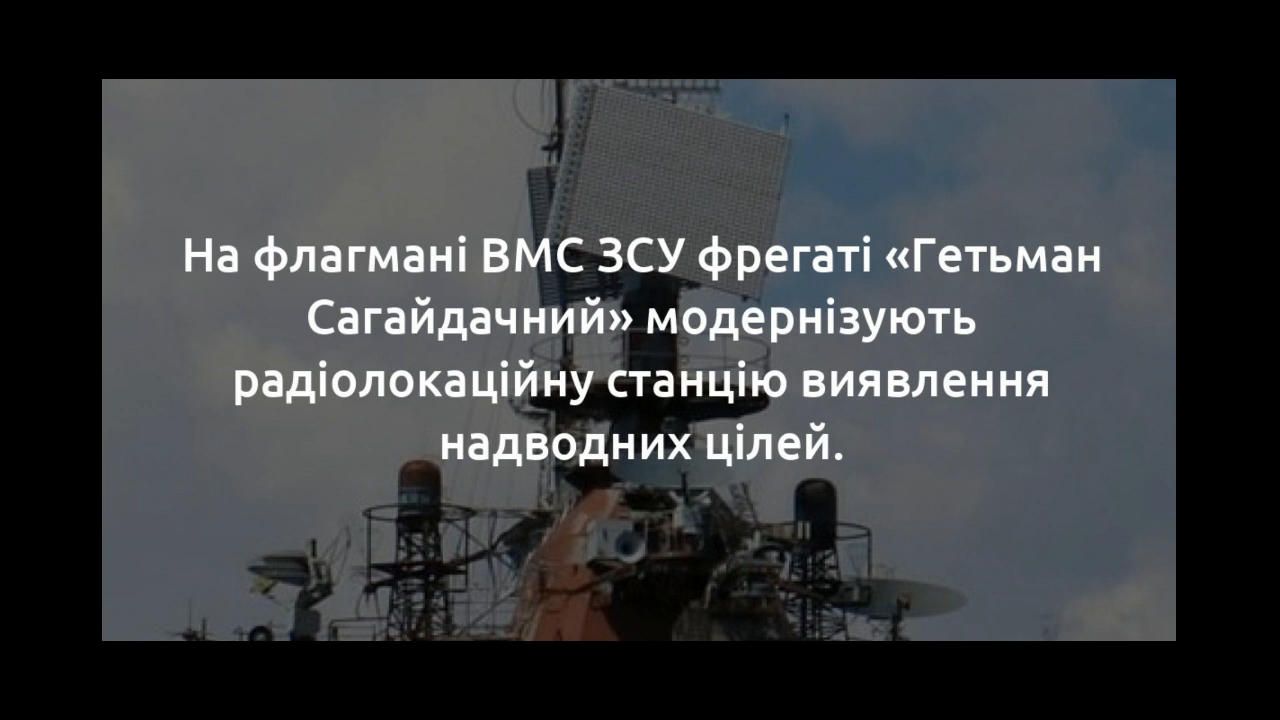 На флагмані ВМС ЗСУ фрегаті «Гетьман
Сагайдачний» модернізують
радіолокаційну станцію виявлення
надводних цілей.